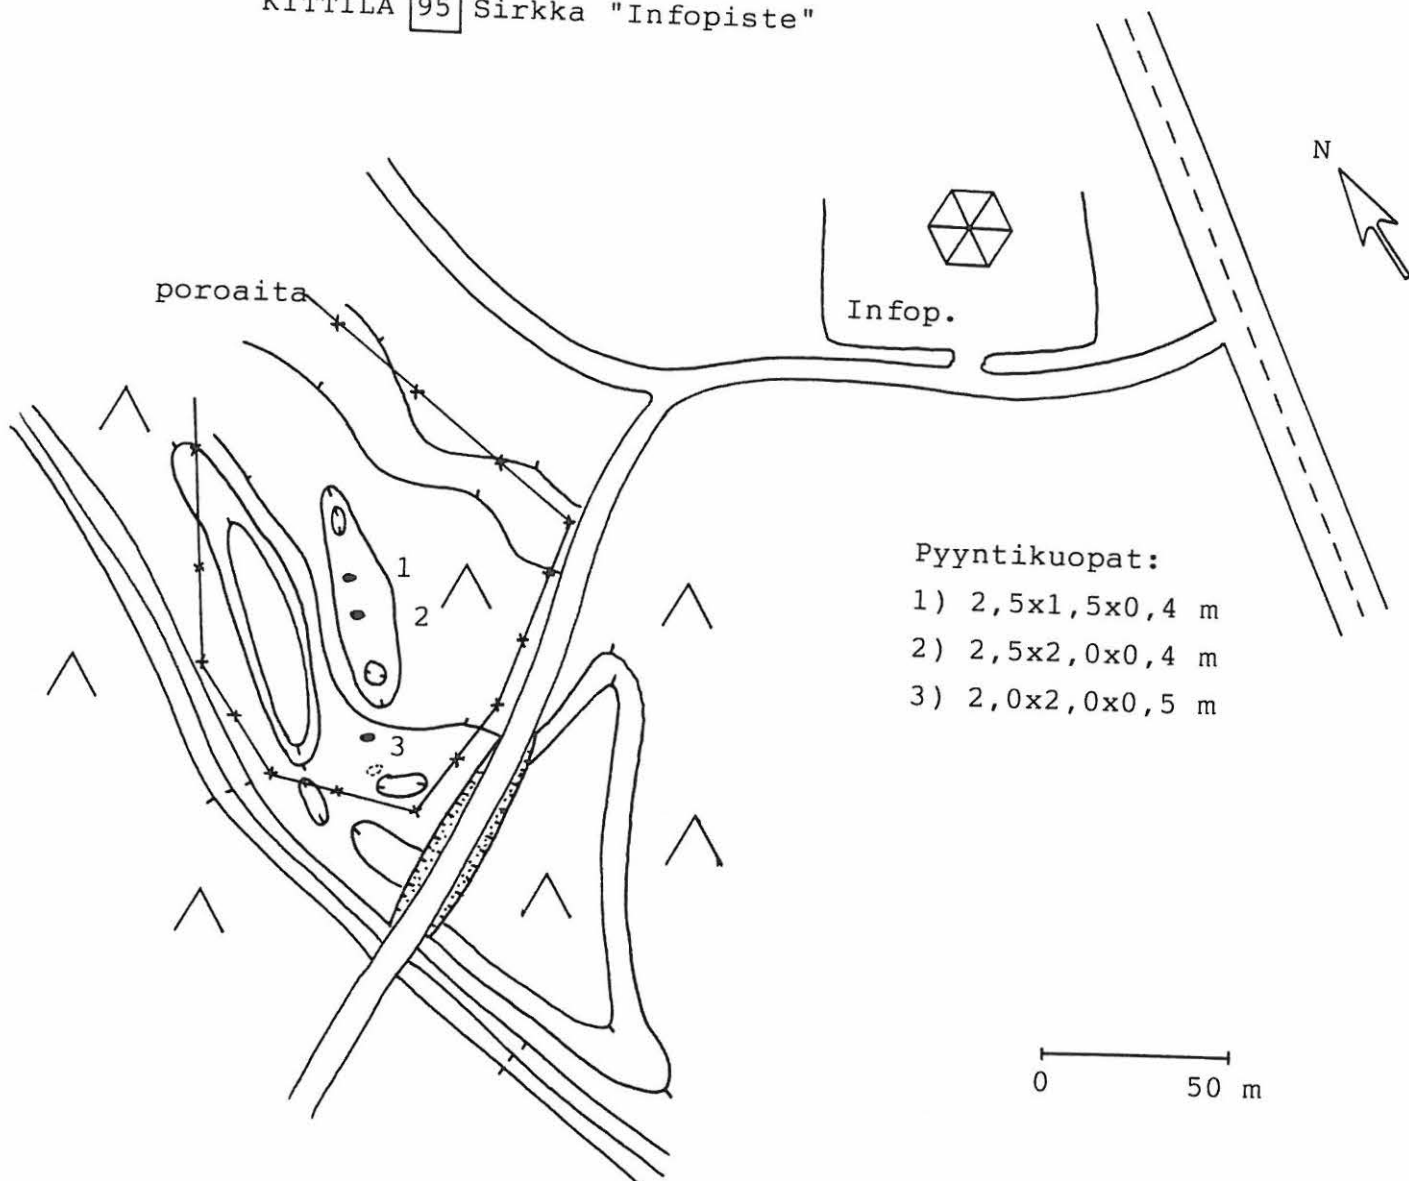 KITTILÄ 95 Sirkka "Infopiste"
N
poroaita
Infop.
1
2
3
Pyyntikuopat:
1) 2,5x1,5x0,4 m
2) 2,5x2,0x0,4 m
3) 2,0x2,0x0,5 m
0 50 m